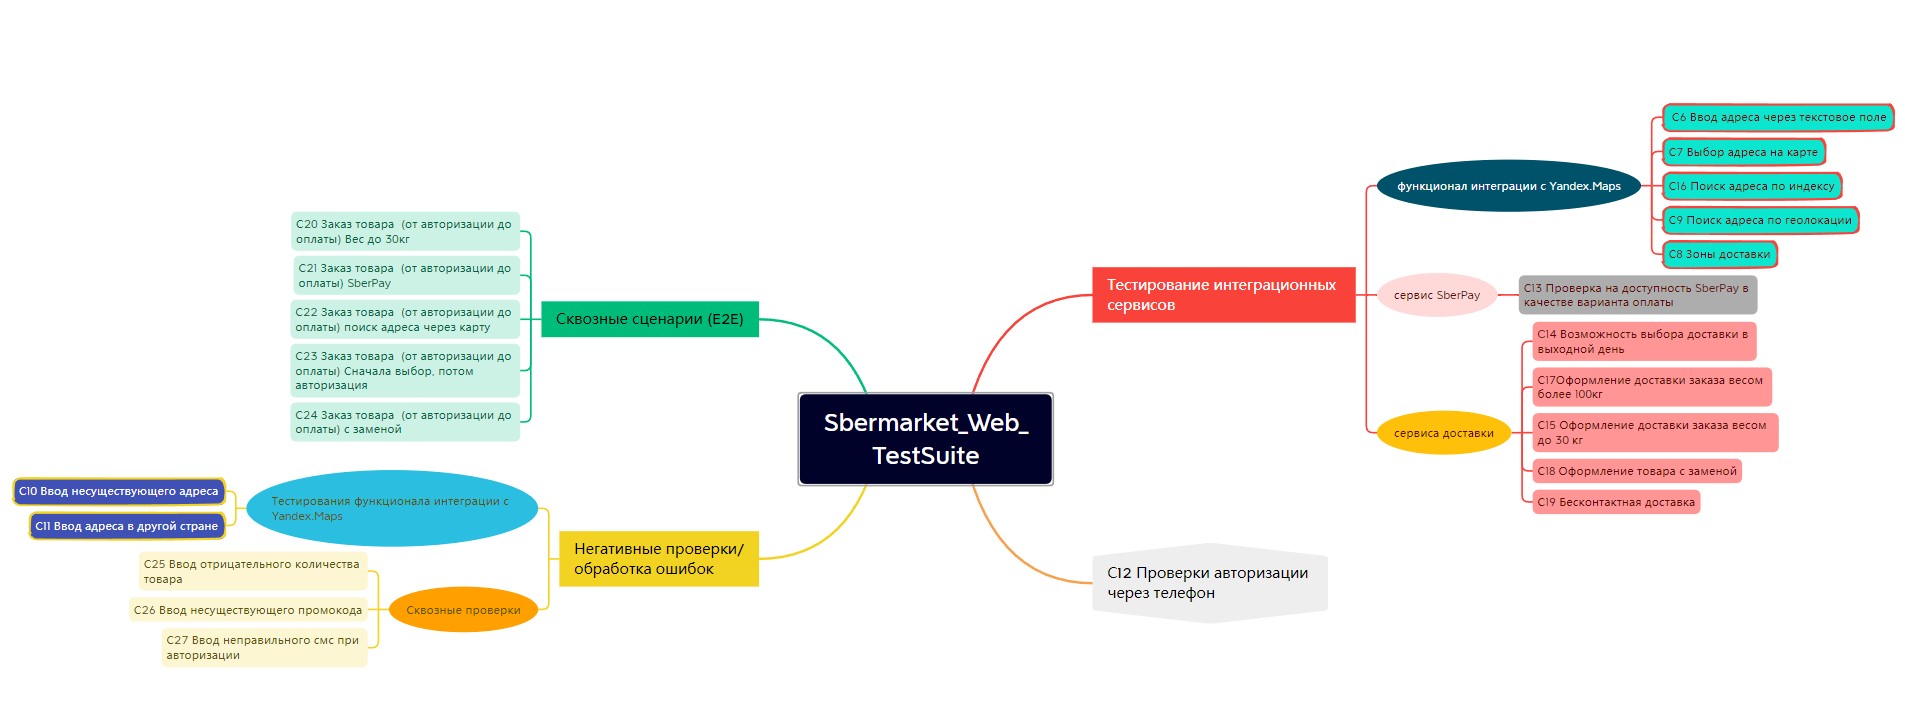 Sbermarket_Web_
TestSuite
Тестирование интеграционных
сервисов
функционал интеграции с Yandex.Maps
C6 Ввод адреса через текстовое поле
C7 Выбор адреса на карте
C16 Поиск адреса по индексу
C9 Поиск адреса по геолокации
C8 Зоны доставки
сервис SberPay
C13 Проверка на доступность SberPay в
качестве варианта оплаты
сервиса доставки
C14 Возможность выбора доставки в
выходной день
C17Оформление доставки заказа весом
более 100кг
C15 Оформление доставки заказа весом
до 30 кг
C18 Оформление товара с заменой
C19 Бесконтактная доставка
C12 Проверки авторизации
через телефон
Сквозные сценарии (E2E)
C20 Заказ товара (от авторизации до
оплаты) Вес до 30кг
C21 Заказ товара (от авторизации до
оплаты) SberPay
C22 Заказ товара (от авторизации до
оплаты) поиск адреса через карту
C23 Заказ товара (от авторизации до
оплаты) Сначала выбор, потом
авторизация
C24 Заказ товара (от авторизации до
оплаты) с заменой
Негативные проверки/
обработка ошибок
Тестирования функционала интеграции с
Yandex.Maps
C10 Ввод несуществующего адреса
C11 Ввод адреса в другой стране
Сквозные проверки
C25 Ввод отрицательного количества
товара
C26 Ввод несуществующего промокода
C27 Ввод неправильного смс при
авторизации